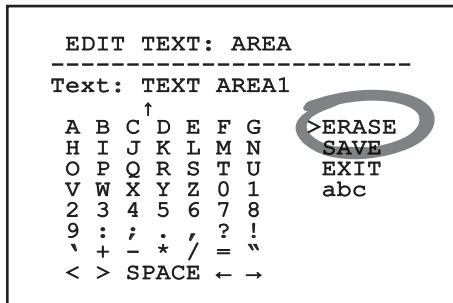 EDIT TEXT: AREA
------------------------
Text: TEXT AREA1
↑
A B C D E F G >ERASE
H I J K L M N SAVE
O P Q R S T U EXIT
V W X Y Z 0 1 abc
2 3 4 5 6 7 8
9 : ; . , ? !
‛ + – * / = ‟
< > SPACE ← →